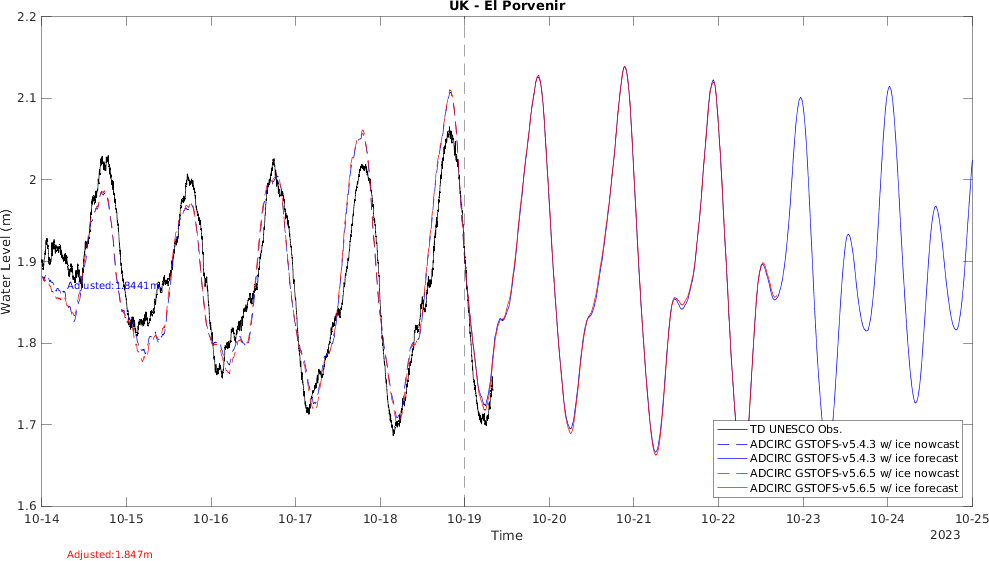 UK - El Porvenir
2.2
2.1
2
1.9
1.8
1.7
1.6
Water Level (m)
Adjusted:1.8441m
TD UNESCO Obs.
ADCIRC GSTOFS-v5.4.3 w/ ice nowcast
ADCIRC GSTOFS-v5.4.3 w/ ice forecast
ADCIRC GSTOFS-v5.6.5 w/ ice nowcast
ADCIRC GSTOFS-v5.6.5 w/ ice forecast
10-14 10-15 10-16 10-17 10-18 10-19 10-20 10-21 10-22 10-23 10-24 10-25
Time
2023
Adjusted:1.847m